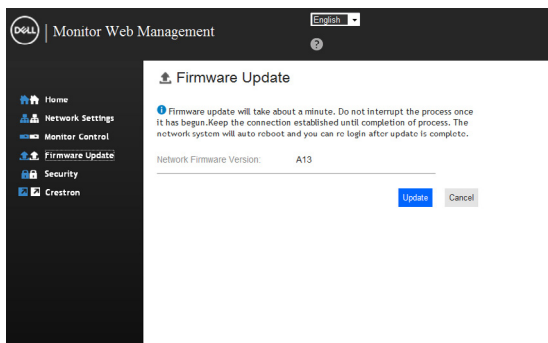 DELL | Monitor Web Management
English
?
Firmware Update
Home
Network Settings
Monitor Control
Firmware Update
Security
Crestron
Firmware update will take about a minute. Do not interrupt the process once
it has begun.Keep the connection established until completion of process. The
network system will auto reboot and you can re login after update is complete.
Network Firmware Version: A13
Update Cancel